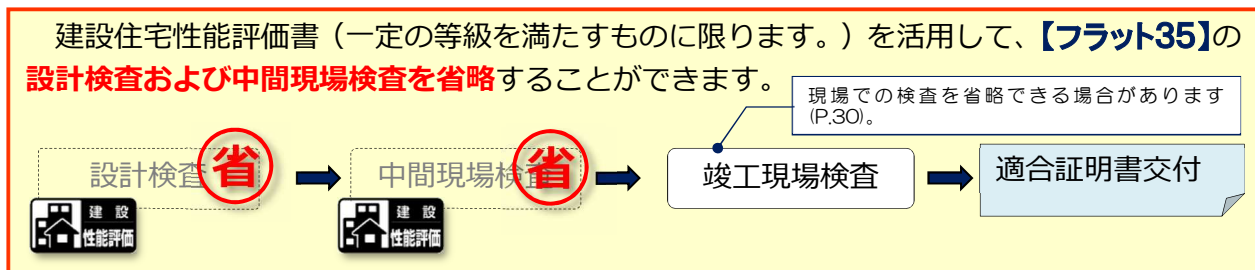 建設住宅性能評価書（一定の等級を満たすものに限ります。）を活用して、【フラット35】の
設計検査および中間現場検査を省略することができます。
現場での検査を省略できる場合があります
(P.30)。
設計検査
省
中間現場検査
省
竣工現場検査
適合証明書交付
建設
性能評価
建設
性能評価